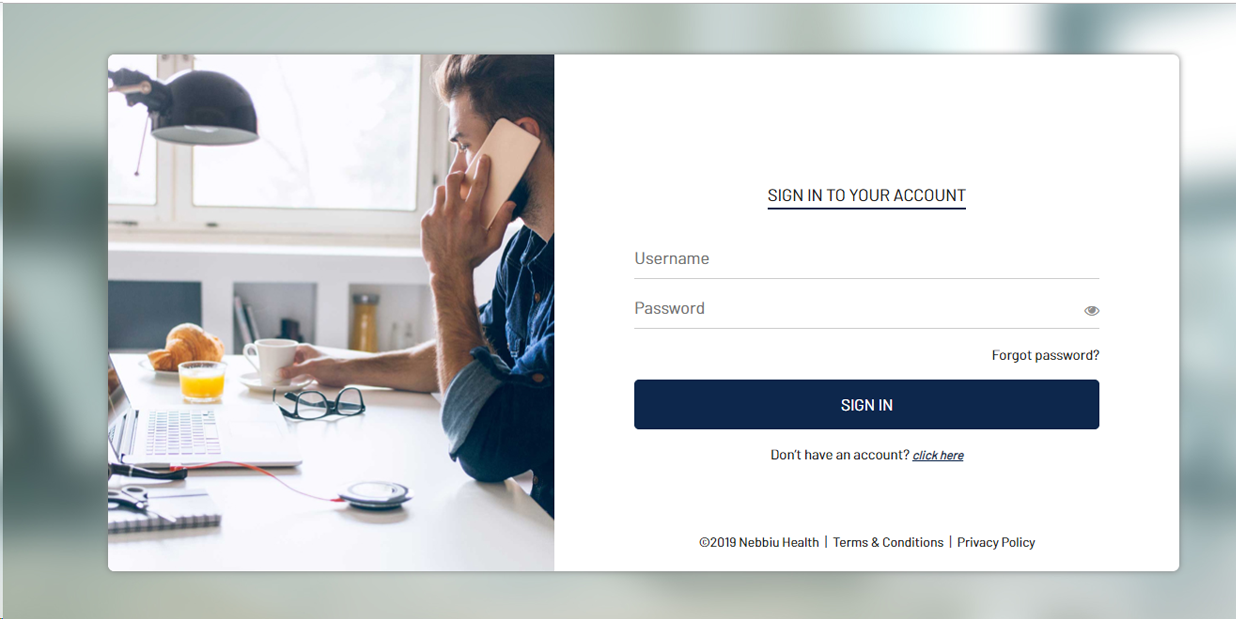 SIGN IN TO YOUR ACCOUNT
Username
Password
Forgot password?
SIGN IN
Don't have an account? click here
©2019 Nebbiu Health | Terms & Conditions | Privacy Policy